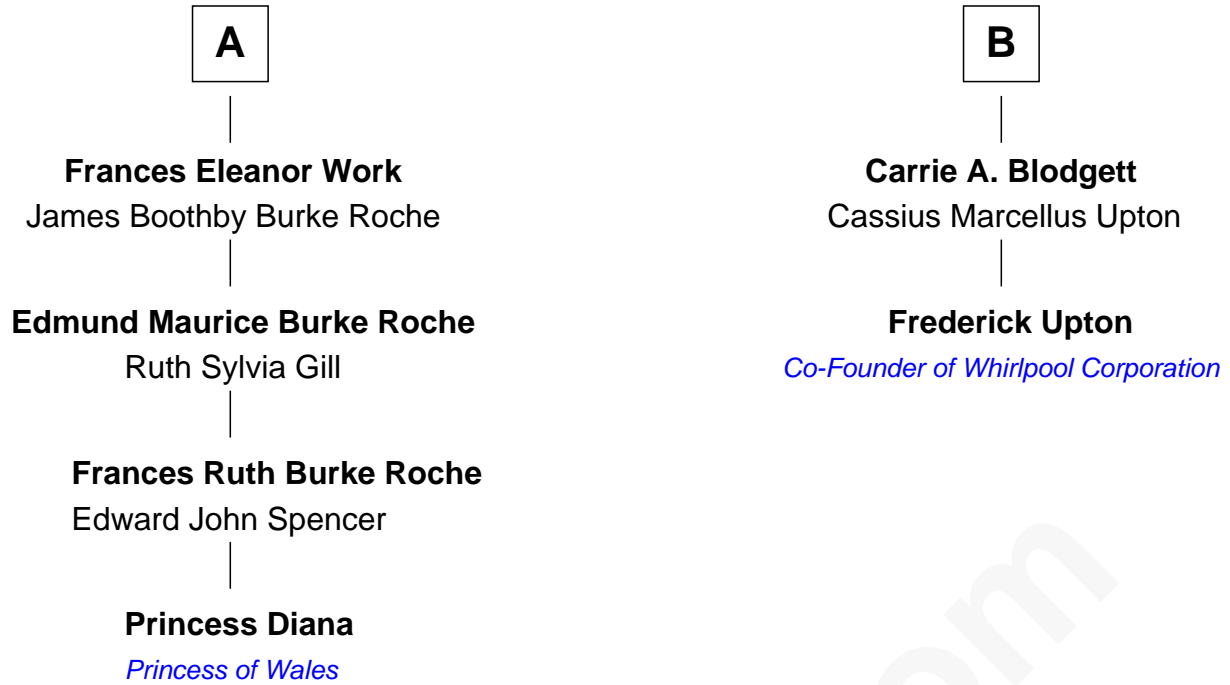 A
Frances Eleanor Work
James Boothby Burke Roche
Edmund Maurice Burke Roche
Ruth Sylvia Gill
Frances Ruth Burke Roche
Edward John Spencer
Princess Diana
Princess of Wales
B
Carrie A. Blodgett
Cassius Marcellus Upton
Frederick Upton
Co-Founder of Whirlpool Corporation
om